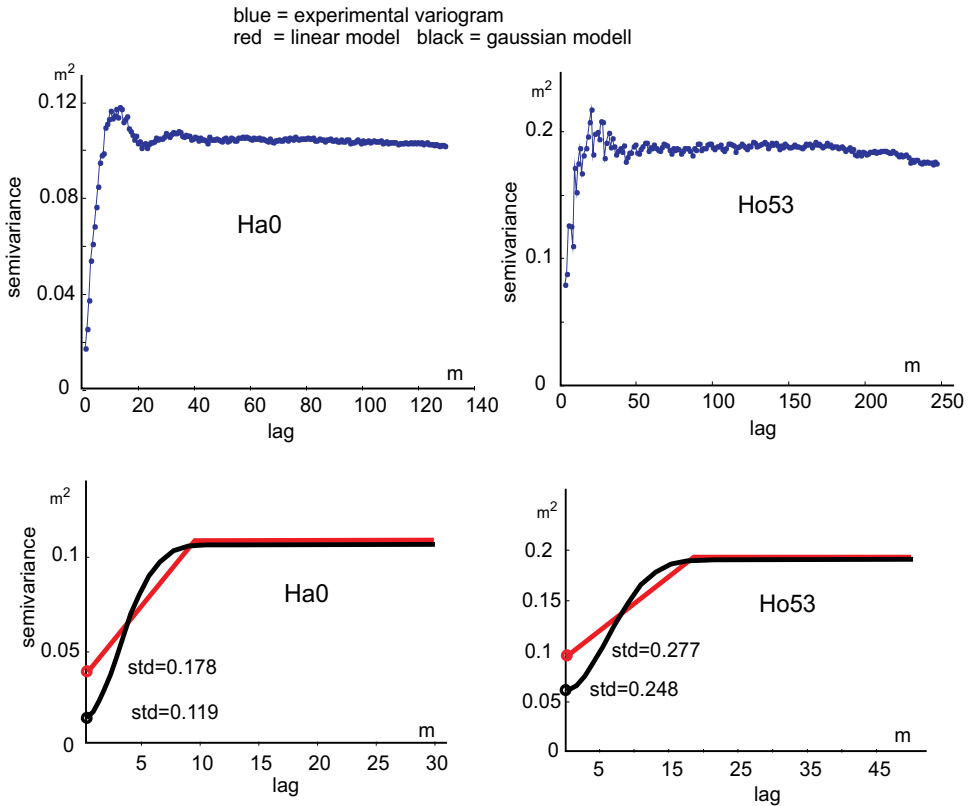 blue = experimental variogram
red = linear model black = gaussian modell
m²
0.12
0.08
0.04
0
semivariance
Ha0
m
0 20 40 60 80 100 120 140
lag
m²
0.2
0.1
0
semivariance
Ho53
m
0 50 100 150 200 250
lag
m²
0.1
0.05
0
semivariance
Ha0
std=0.178
std=0.119
m
5 10 15 20 25 30
lag
m²
0.2
0.15
0.1
0.05
0
Ho53
std=0.277
std=0.248
m
5 15 25 35 45
lag